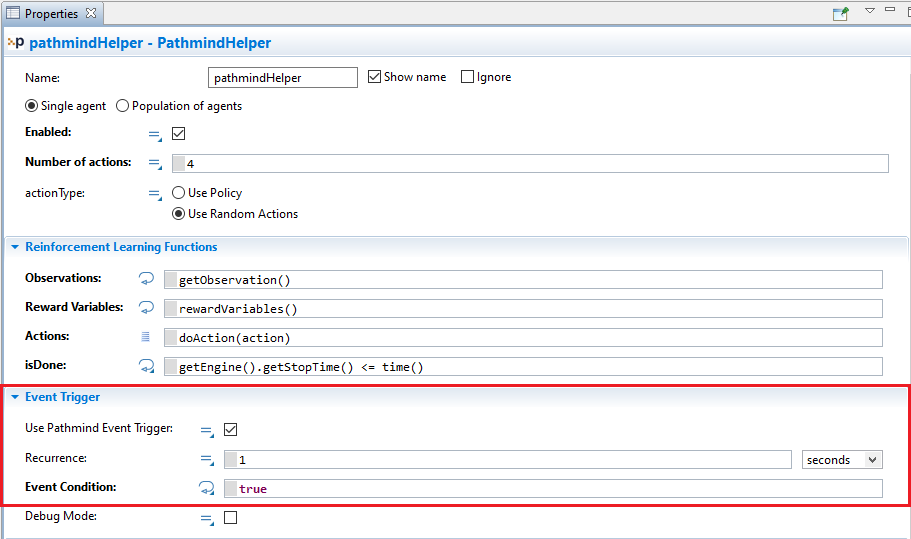 Properties
p pathmindHelper - PathmindHelper
Name: pathmindHelper Show name Ignore
Single agent Population of agents
Enabled:
Number of actions: 4
actionType: Use Policy
Use Random Actions
Reinforcement Learning Functions
Observations: getObservation()
Reward Variables: rewardVariables()
Actions: doAction(action)
isDone: getEngine().getStopTime() <= time()
Event Trigger
Use Pathmind Event Trigger:
Recurrence: 1 seconds
Event Condition: true
Debug Mode: